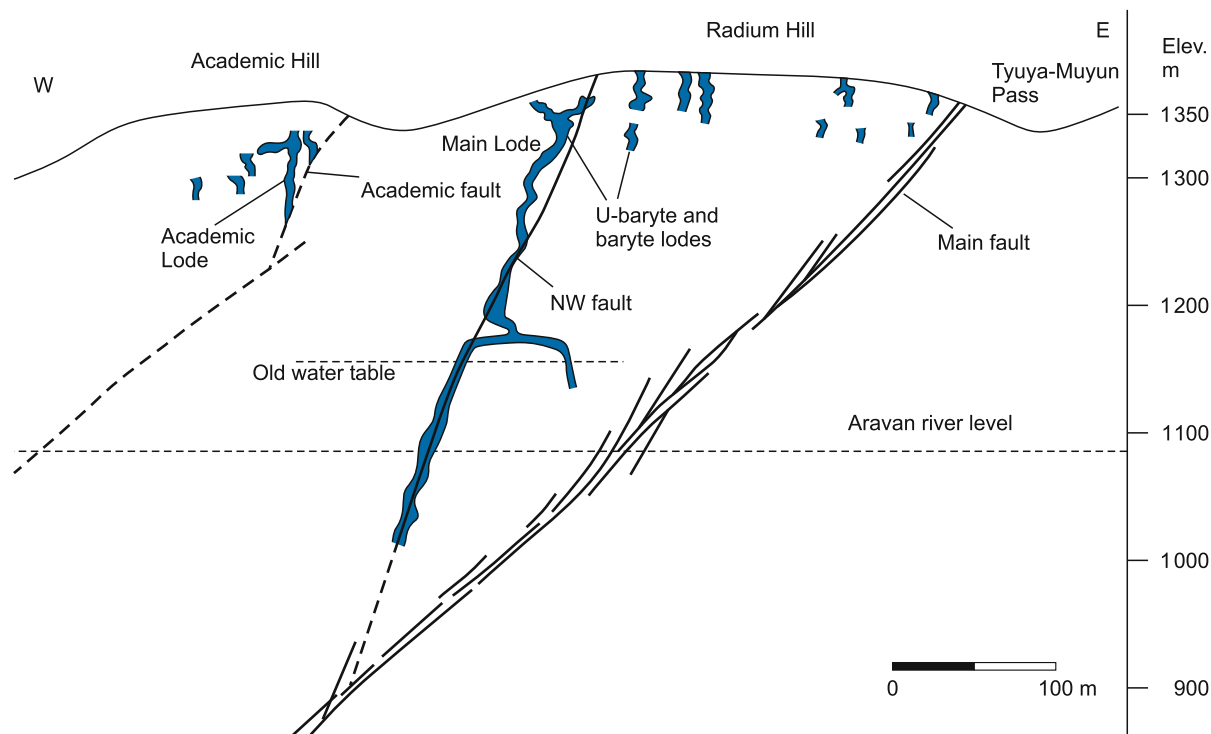 Radium Hill
E
Elev.
m
Academic Hill
W
Tyuya-Muyun
Pass
1350
Main Lode
Academic fault
1300
U-baryte and
baryte lodes
Academic
Lode
Main fault
NW fault
1200
Old water table
Aravan river level
1100
1000
0
100 m
900